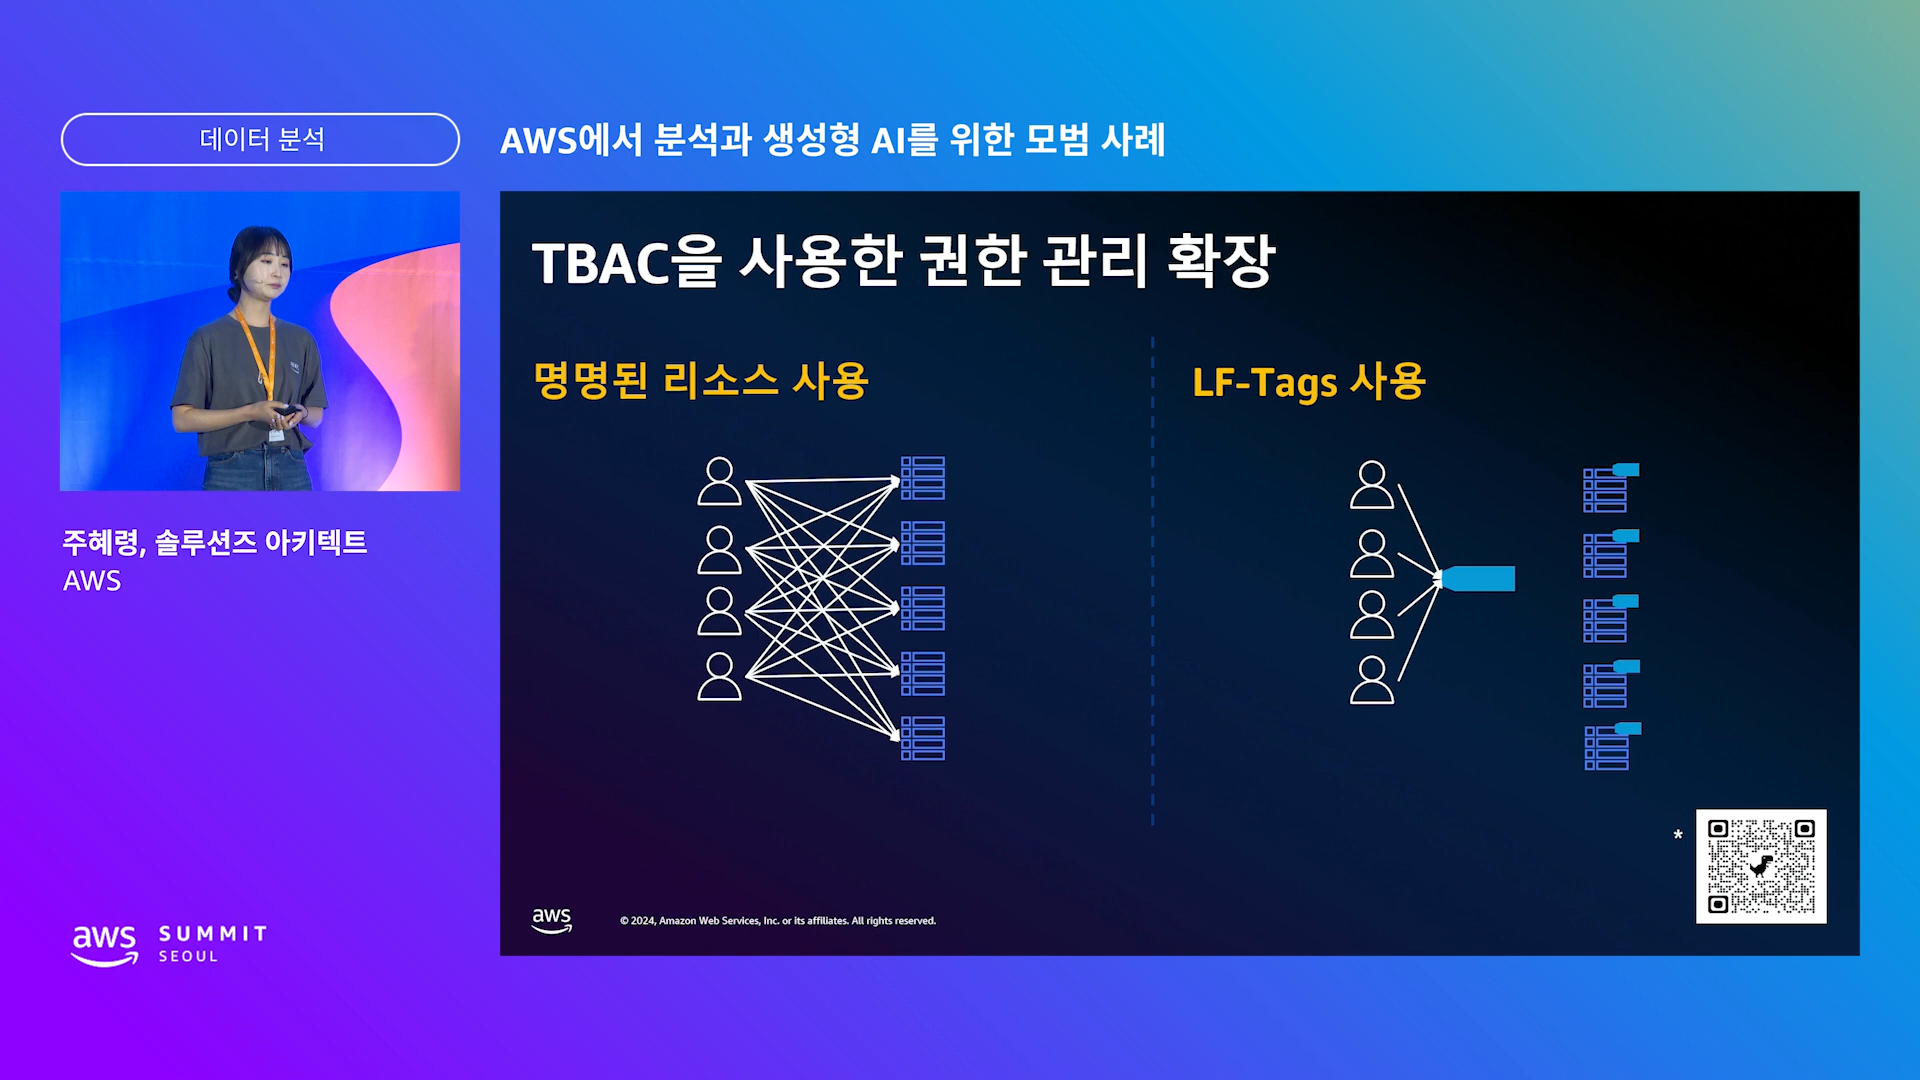 데이터 분석
AWS에서 분석과 생성형 AI를 위한 모범 사례
TBAC을 사용한 권한 관리 확장
명명된 리소스 사용
LF-Tags 사용
주혜령, 솔루션즈 아키텍트
AWS
*
aws
© 2024, Amazon Web Services, Inc. or its affiliates. All rights reserved.
aws SUMMIT
SEOUL